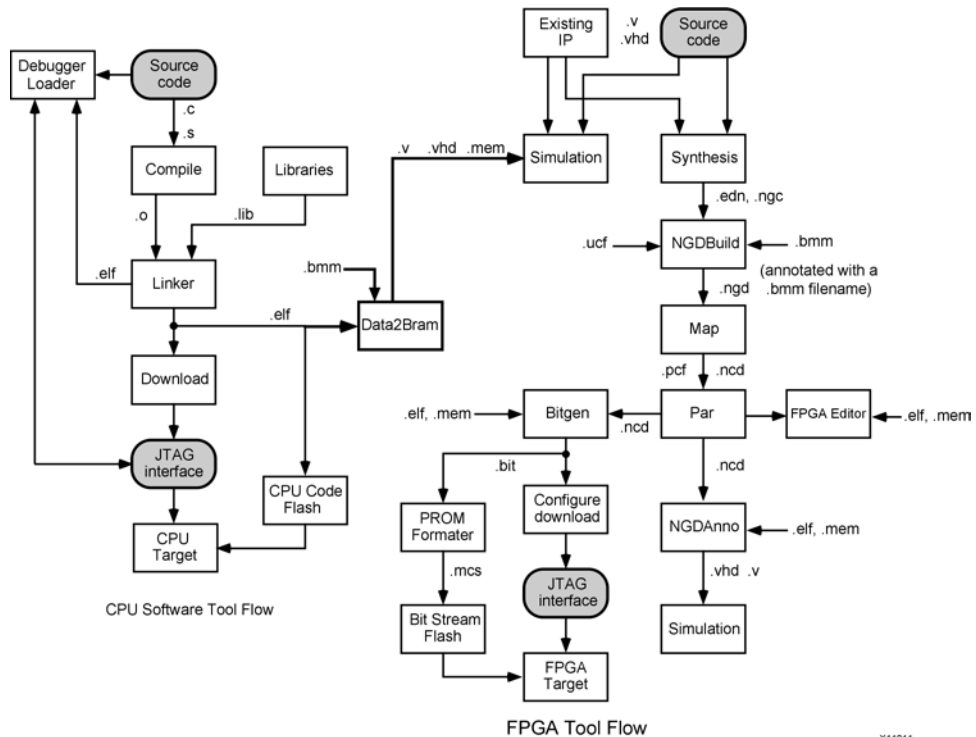 Debugger
Loader
Source
code
.c
.s
Compile
Libraries
.o
.lib
.elf
Linker
.elf
Download
JTAG
interface
CPU Code
Flash
CPU
Target
CPU Software Tool Flow
.bmm
Data2Bram
.v .vhd .mem
Existing
IP
.v
.vhd
Source
code
Simulation
Synthesis
.edn, .ngc
.ucf
NGDBuild
.bmm
(annotated with a
.bmm filename)
.ngd
Map
.pcf .ncd
.elf, .mem
Bitgen
.ncd
Par
FPGA Editor
.elf, .mem
.bit
.ncd
PROM
Formater
Configure
download
NGDAnno
.elf, .mem
.mcs
JTAG
interface
.vhd .v
Bit Stream
Flash
Simulation
FPGA
Target
FPGA Tool Flow